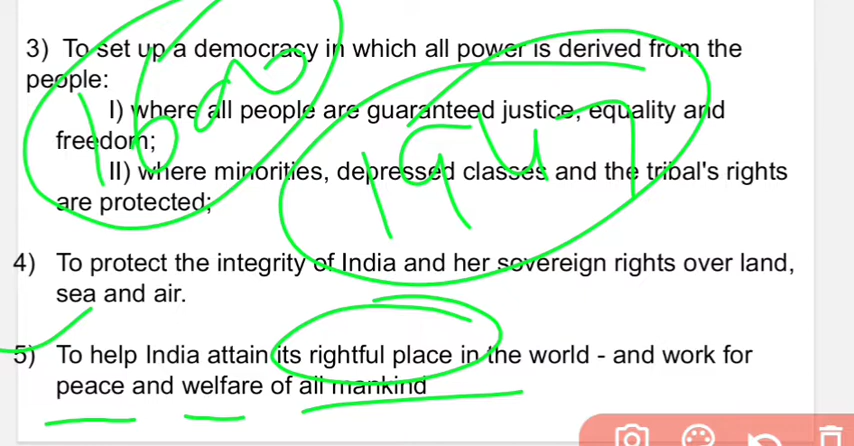 3) To set up a democracy in which all power is derived from the
people:
I) where all people are guaranteed justice, equality and
freedom;
II) where minorities, depressed classes and the tribal's rights
are protected;
4) To protect the integrity of India and her sovereign rights over land,
sea and air.
5) To help India attain its rightful place in the world - and work for
peace and welfare of all mankind
1600
1947